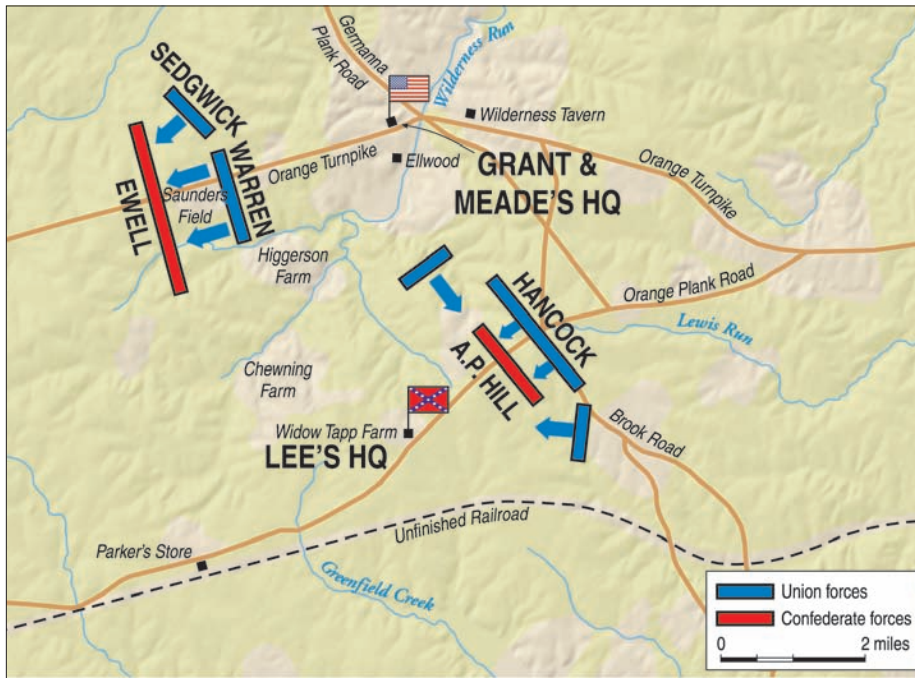 Germanna
Plank Road
Wilderness Run
SEDGWICK
Wilderness Tavern
WARREN
EWELL
Orange Turnpike
Ellwood
GRANT &
MEADE'S HQ
Orange Turnpike
Saunders
Field
Higgerson
Farm
HANCOCK
Orange Plank Road
Lewis Run
A.P. HILL
Chewning
Farm
Widow Tapp Farm
LEE'S HQ
Brook Road
Unfinished Railroad
Parker's Store
Greenfield Creek
Union forces
Confederate forces
0 2 miles